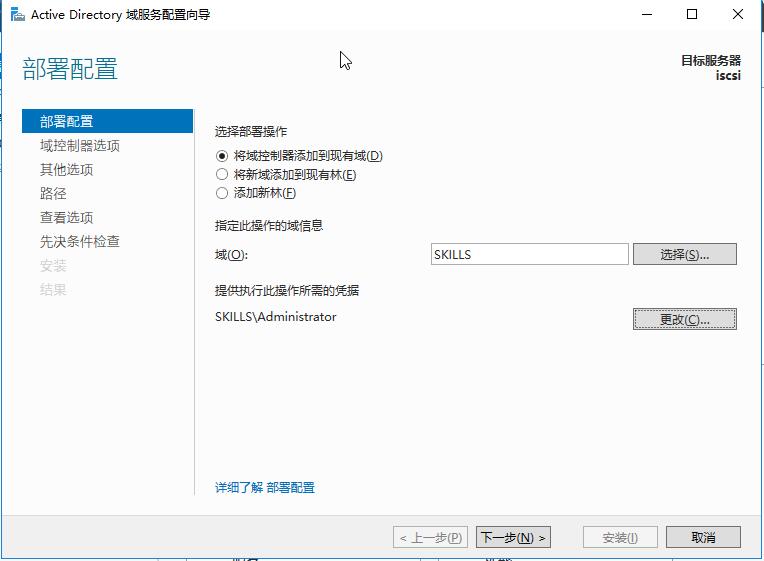 Active Directory 域服务配置向导
部署配置
目标服务器
iscsi
部署配置
域控制器选项
其他选项
路径
查看选项
先决条件检查
安装
结果
选择部署操作
将域控制器添加到现有域(D)
将新域添加到现有林(E)
添加新林(F)
指定此操作的域信息
域(O):
SKILLS
选择(S)...
提供执行此操作所需的凭据
SKILLS\Administrator
更改(C)...
详细了解 部署配置
< 上一步(P)
下一步(N) >
安装(I)
取消